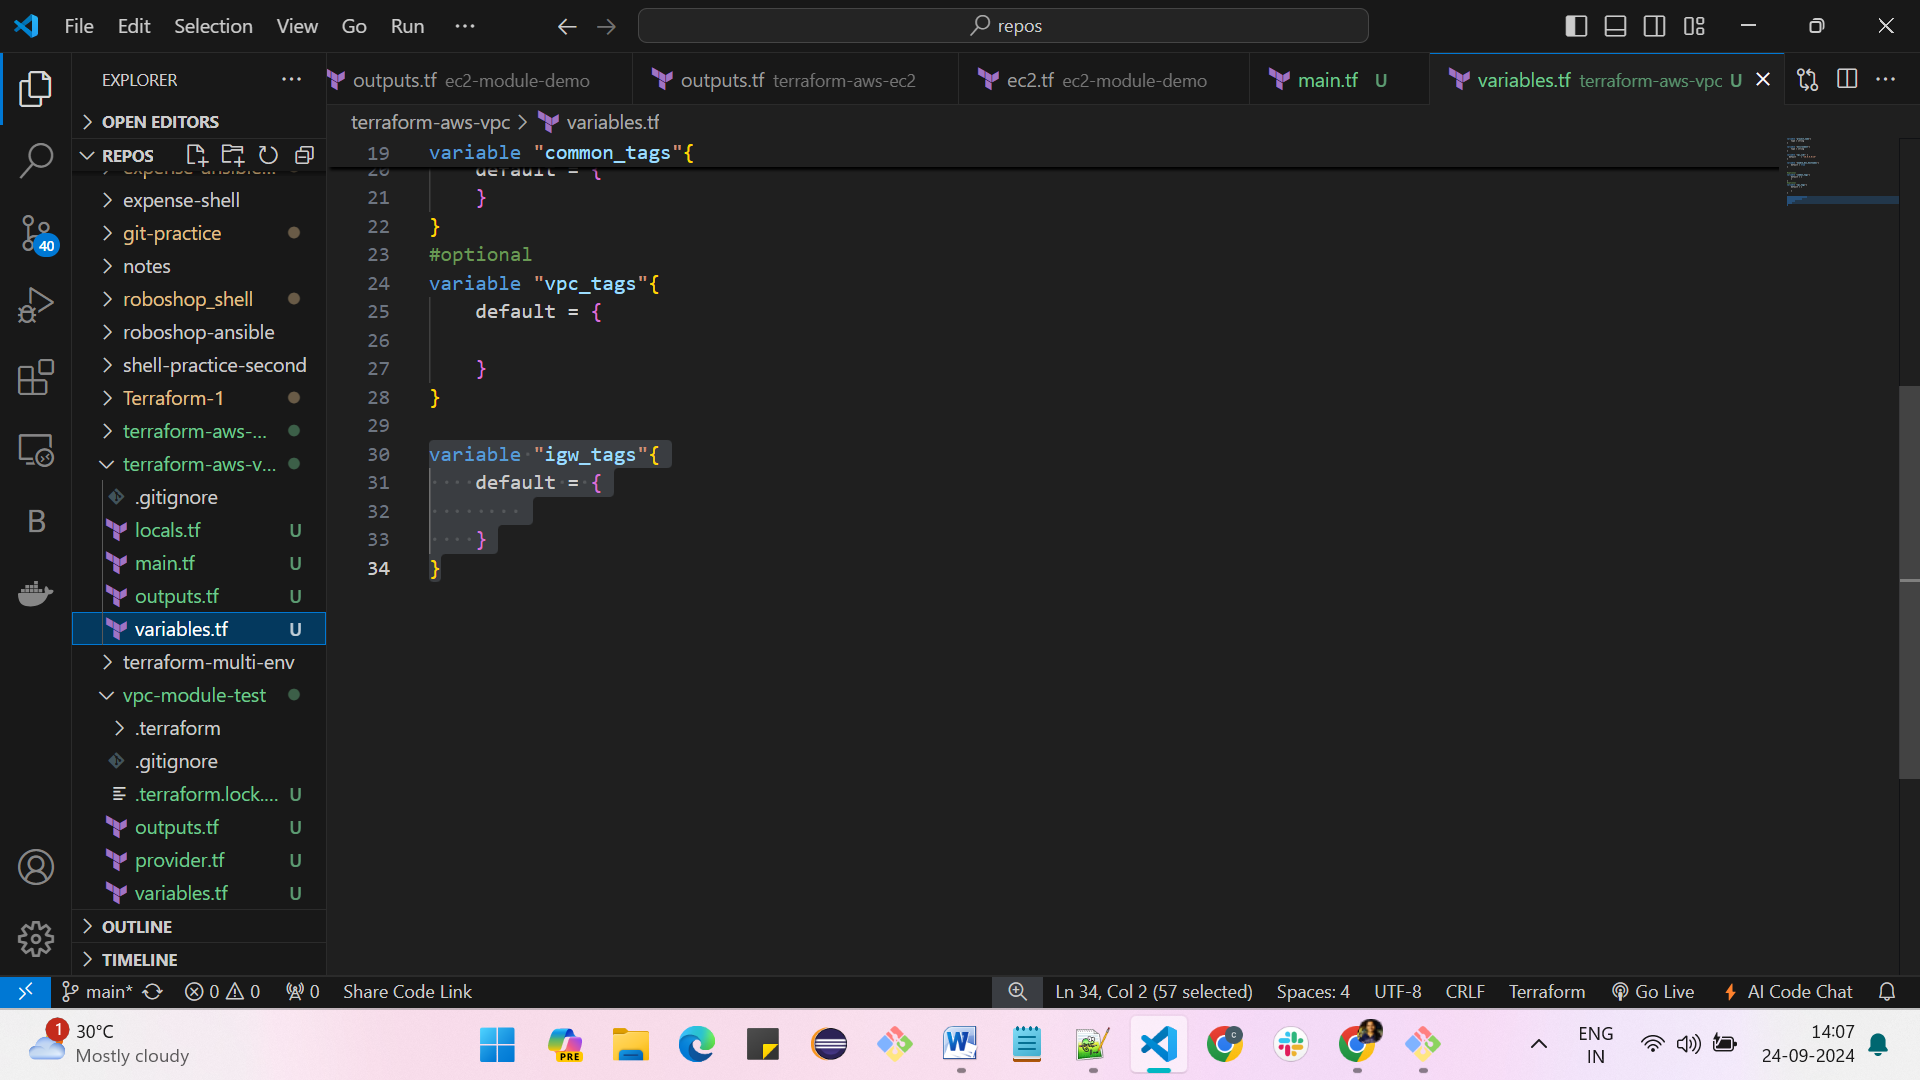 File Edit Selection View Go Run ···
repos
EXPLORER
outputs.tf ec2-module-demo
outputs.tf terraform-aws-ec2
ec2.tf ec2-module-demo
main.tf U
variables.tf terraform-aws-vpc U
OPEN EDITORS
REPOS
terraform-aws-vpc > variables.tf
expense-ansible...
expense-shell
git-practice
notes
roboshop_shell
roboshop-ansible
shell-practice-second
Terraform-1
terraform-aws-...
terraform-aws-v...
.gitignore
locals.tf U
main.tf U
outputs.tf U
variables.tf U
terraform-multi-env
vpc-module-test
.terraform
.gitignore
.terraform.lock.... U
outputs.tf U
provider.tf U
variables.tf U
OUTLINE
TIMELINE
40
B
19 variable "common_tags"{
20 default = {
21 }
22 }
23 #optional
24 variable "vpc_tags"{
25 default = {
26
27 }
28 }
29
30 variable "igw_tags"{
31 default = {
32
33 }
34 }
main* 0 0 0 Share Code Link
Ln 34, Col 2 (57 selected) Spaces: 4 UTF-8 CRLF Terraform Go Live AI Code Chat
1
30°C
Mostly cloudy
PRE
W
C
ENG
IN
14:07
24-09-2024